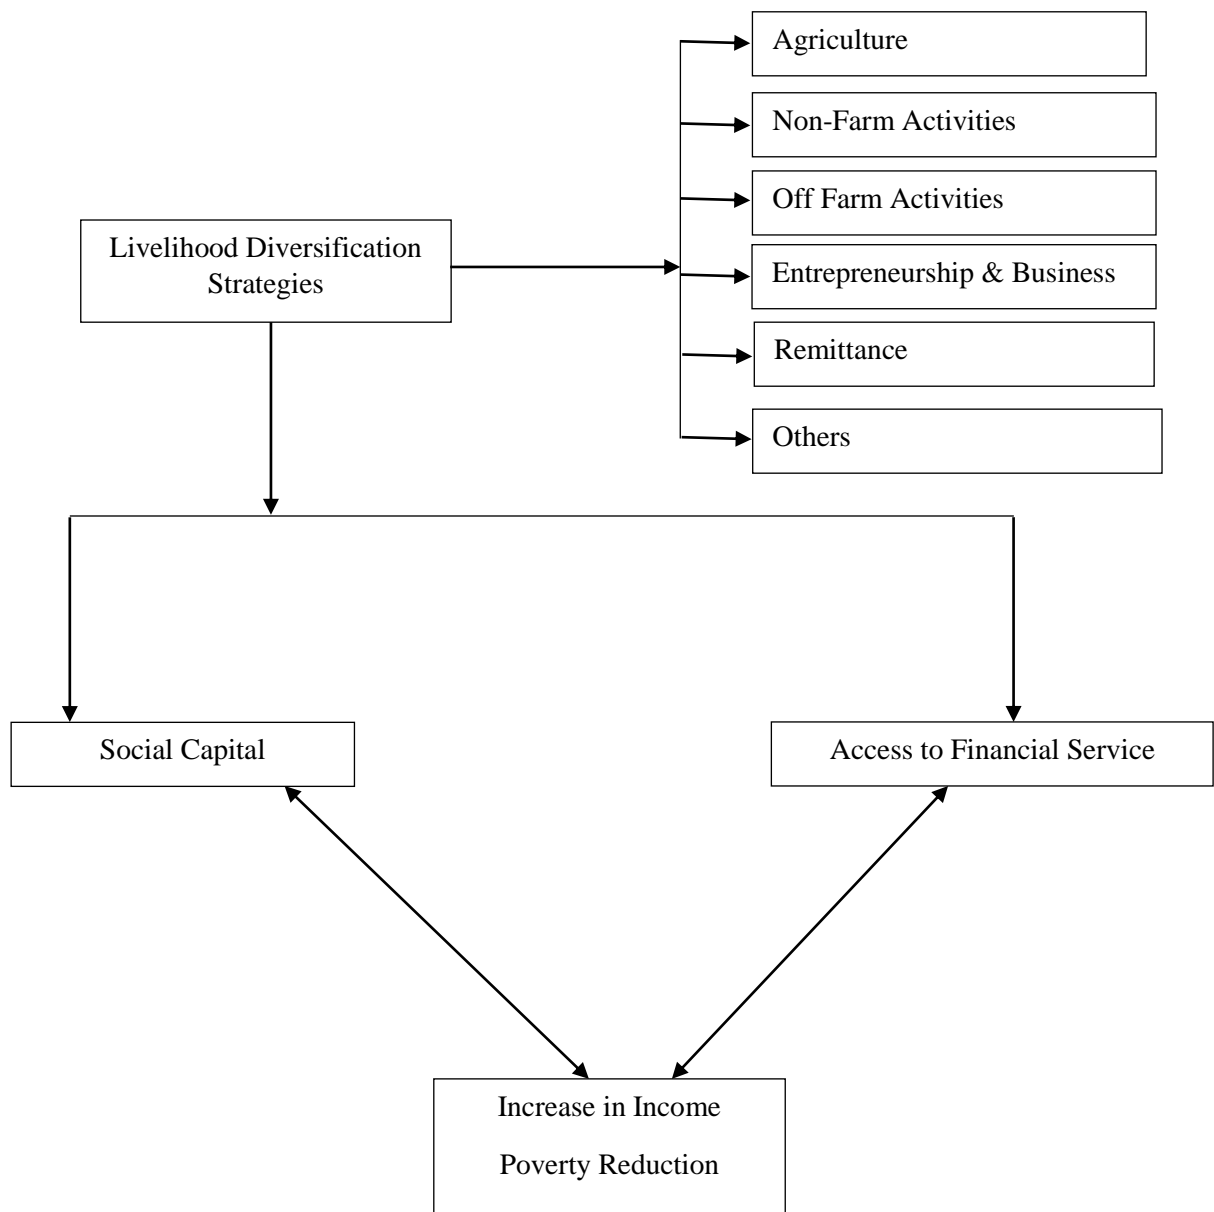 Agriculture
Non-Farm Activities
Off Farm Activities
Livelihood Diversification
Strategies
Entrepreneurship & Business
Remittance
Others
Social Capital
Access to Financial Service
Increase in Income
Poverty Reduction